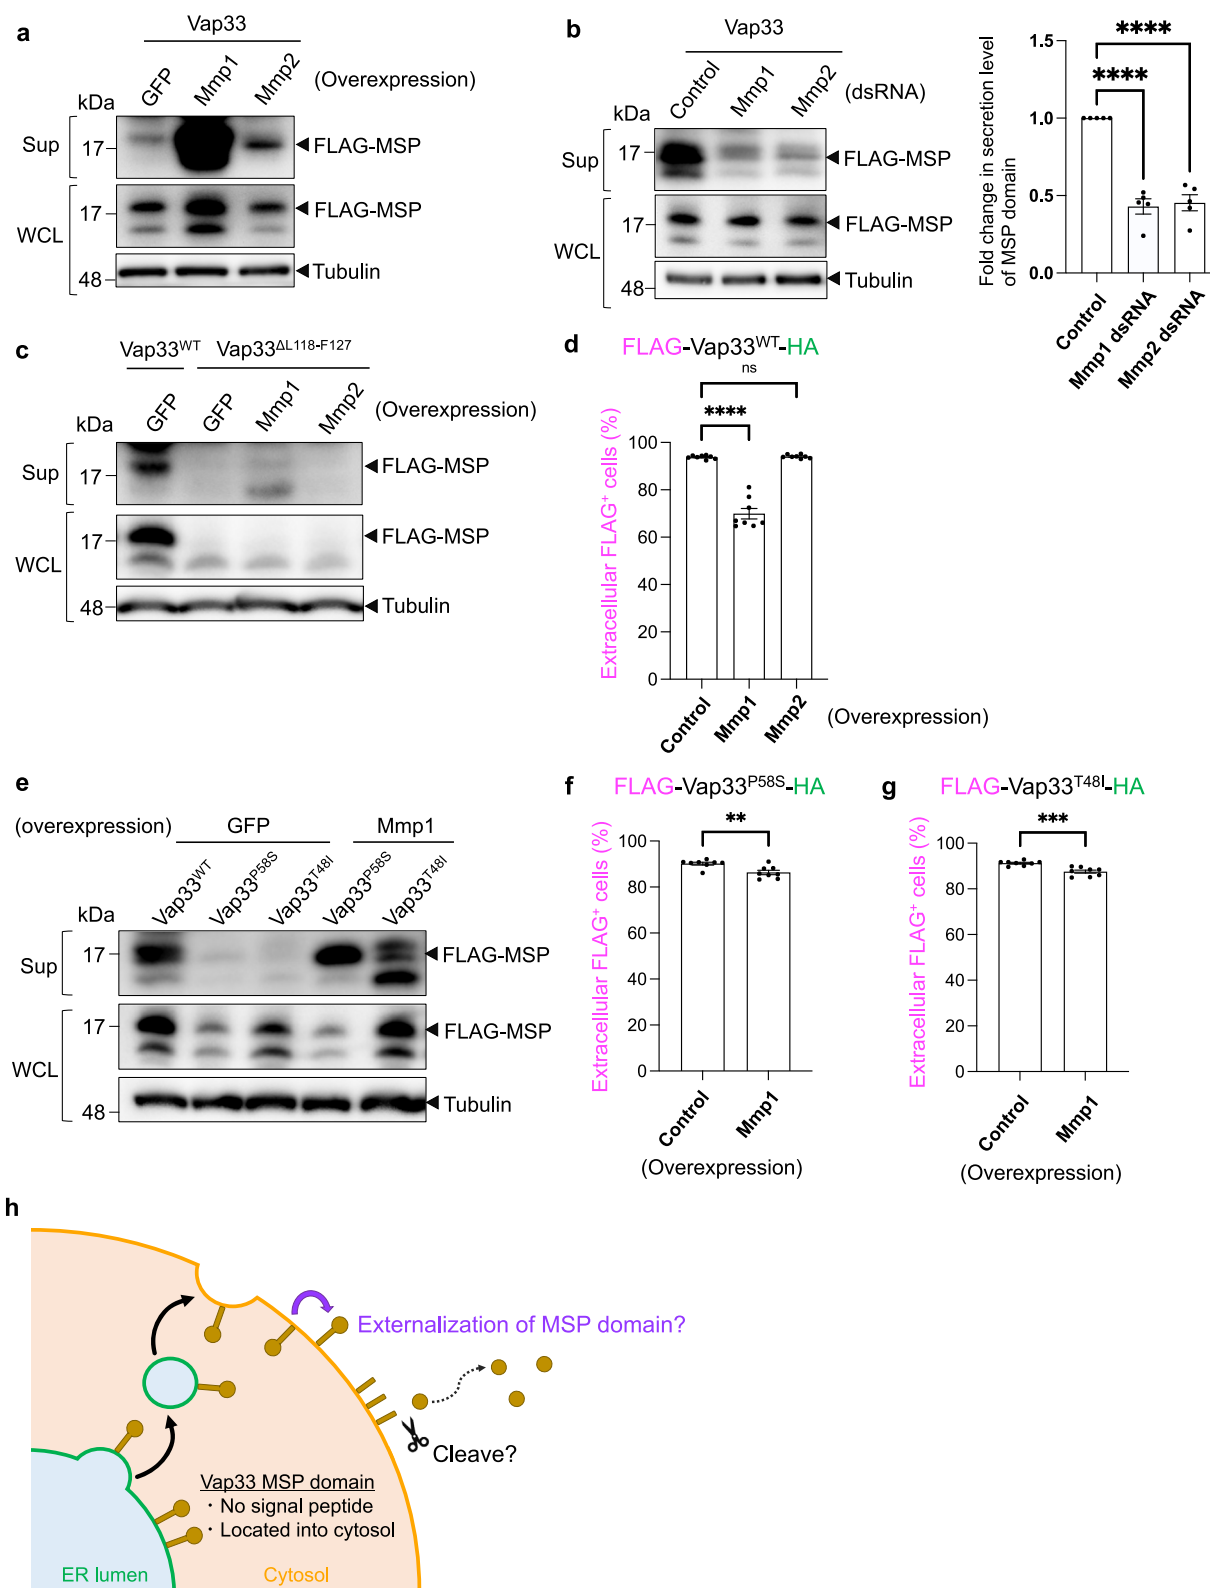 a
Vap33
GFP
Mmp1
Mmp2
(Overexpression)
kDa
Sup
17
FLAG-MSP
WCL
17
FLAG-MSP
48
Tubulin
b
Vap33
Control
Mmp1
Mmp2
(dsRNA)
kDa
Sup
17
FLAG-MSP
WCL
17
FLAG-MSP
48
Tubulin
Fold change in secretion level
of MSP domain
****
****
1.0
0.5
0.0
Control
Mmp1 dsRNA
Mmp2 dsRNA
c
Vap33WT
Vap33ΔL118-F127
GFP
GFP
Mmp1
Mmp2
(Overexpression)
kDa
Sup
17
FLAG-MSP
WCL
17
FLAG-MSP
48
Tubulin
d
FLAG-Vap33WT-HA
ns
****
Extracellular FLAG+ cells (%)
100
80
60
40
20
0
Control
Mmp1
Mmp2
(Overexpression)
e
(overexpression)
GFP
Mmp1
Vap33WT
Vap33P58S
Vap33T48I
Vap33P58S
Vap33T48I
kDa
Sup
17
FLAG-MSP
WCL
17
FLAG-MSP
48
Tubulin
f
FLAG-Vap33P58S-HA
**
Extracellular FLAG+ cells (%)
100
80
60
40
20
0
Control
Mmp1
(Overexpression)
g
FLAG-Vap33T48I-HA
***
Extracellular FLAG+ cells (%)
100
80
60
40
20
0
Control
Mmp1
(Overexpression)
h
Externalization of MSP domain?
Cleave?
Vap33 MSP domain
・No signal peptide
・Located into cytosol
ER lumen
Cytosol